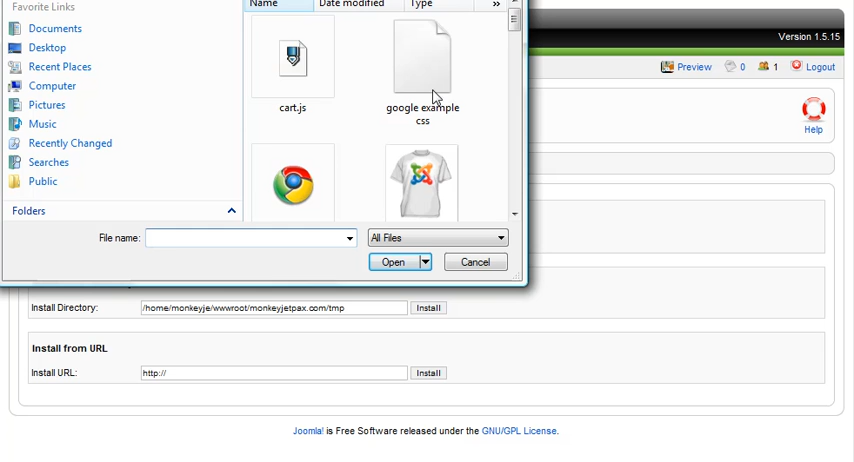 Favorite Links
Documents
Desktop
Recent Places
Computer
Pictures
Music
Recently Changed
Searches
Public
Folders
Name Date modified Type »
cart.js
google example
css
File name:
All Files
Open Cancel
Version 1.5.15
Preview 0 1 Logout
Help
Install Directory: /home/monkeyje/wwwroot/monkeyjetpax.com/tmp Install
Install from URL
Install URL: http:// Install
Joomla! is Free Software released under the GNU/GPL License.